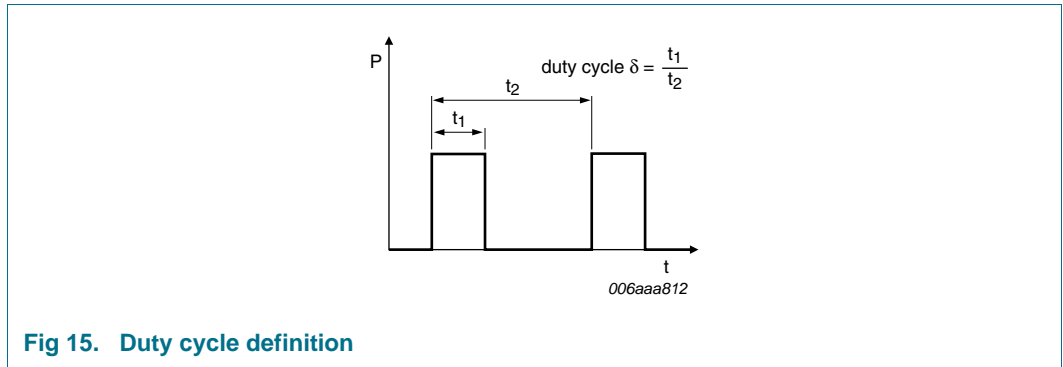 P
duty cycle δ = t1
t2
t2
t1
t
006aaa812
Fig 15. Duty cycle definition